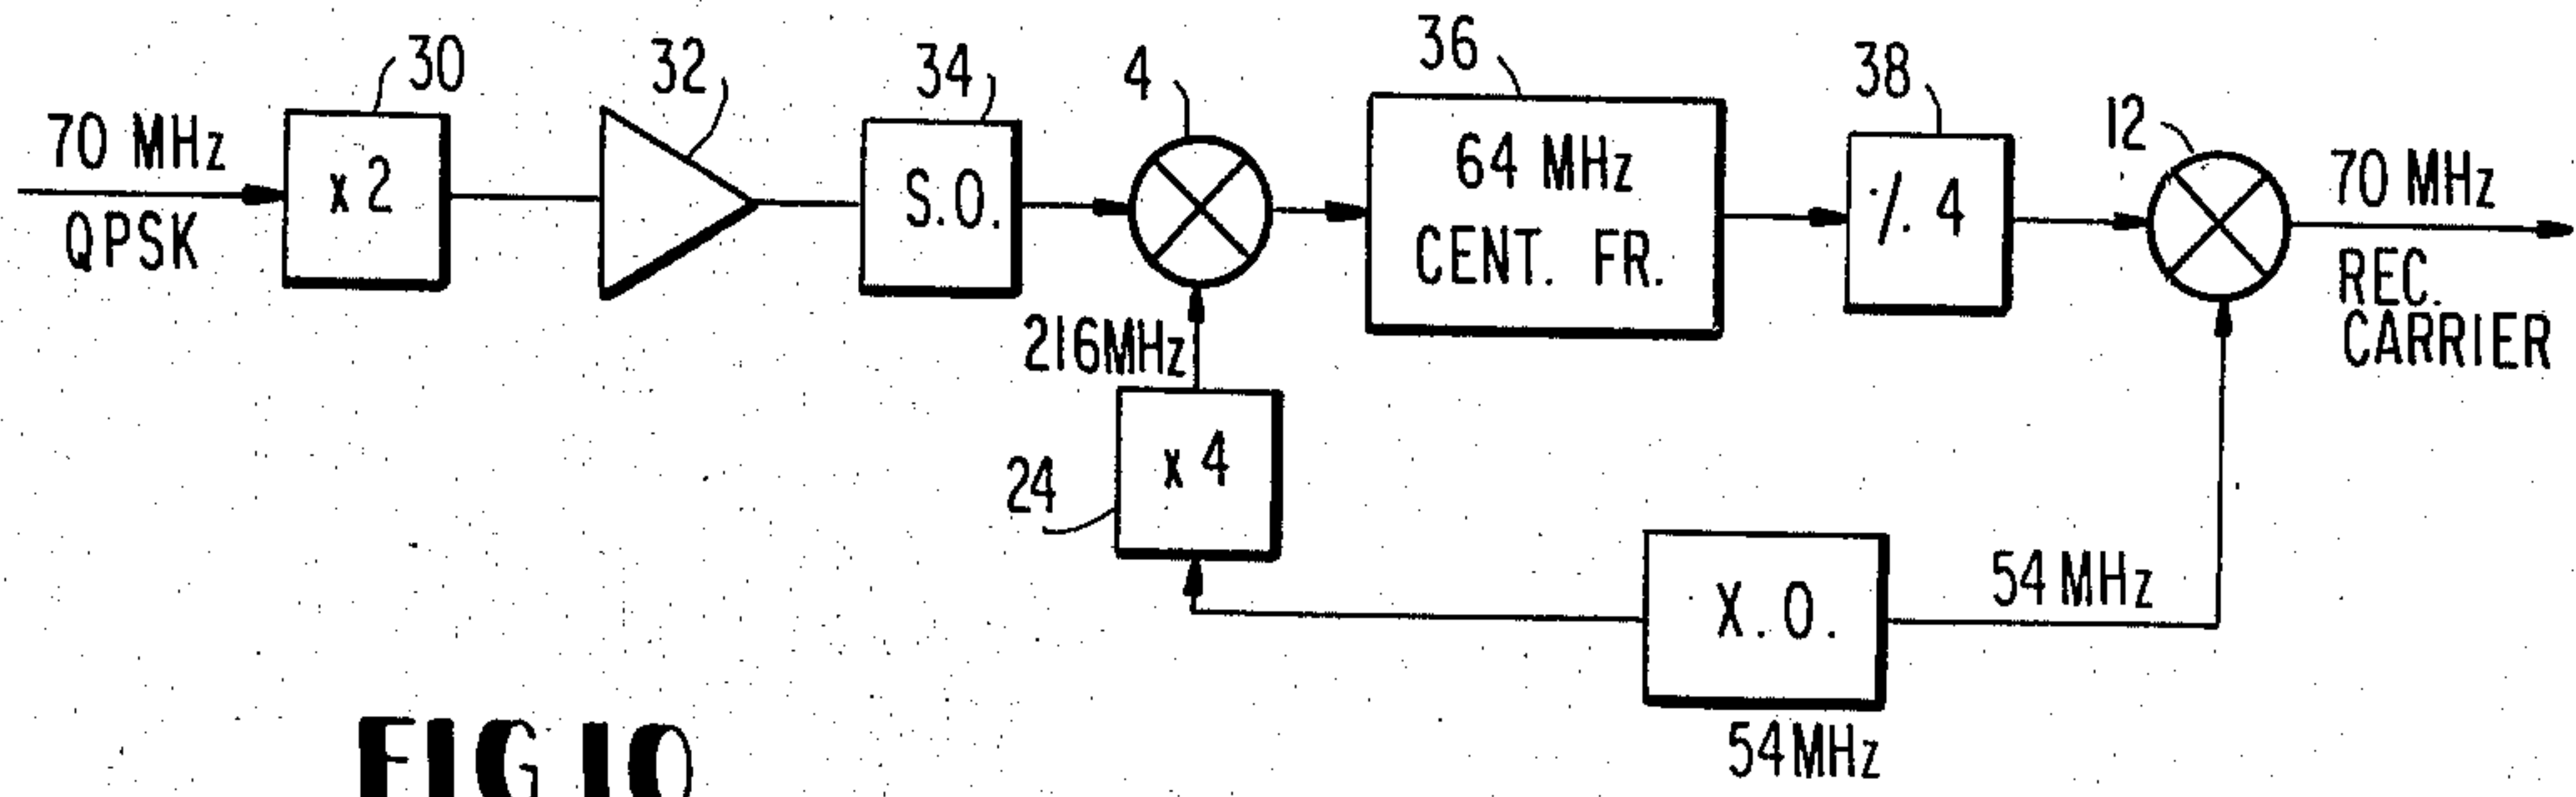 30
32
34
4
36
38
12
70 MHz
QPSK
x 2
S.O.
64 MHz
CENT. FR.
/. 4
70 MHz
REC.
CARRIER
216MHz
24
x 4
X.O.
54 MHz
54MHz
FIG 10